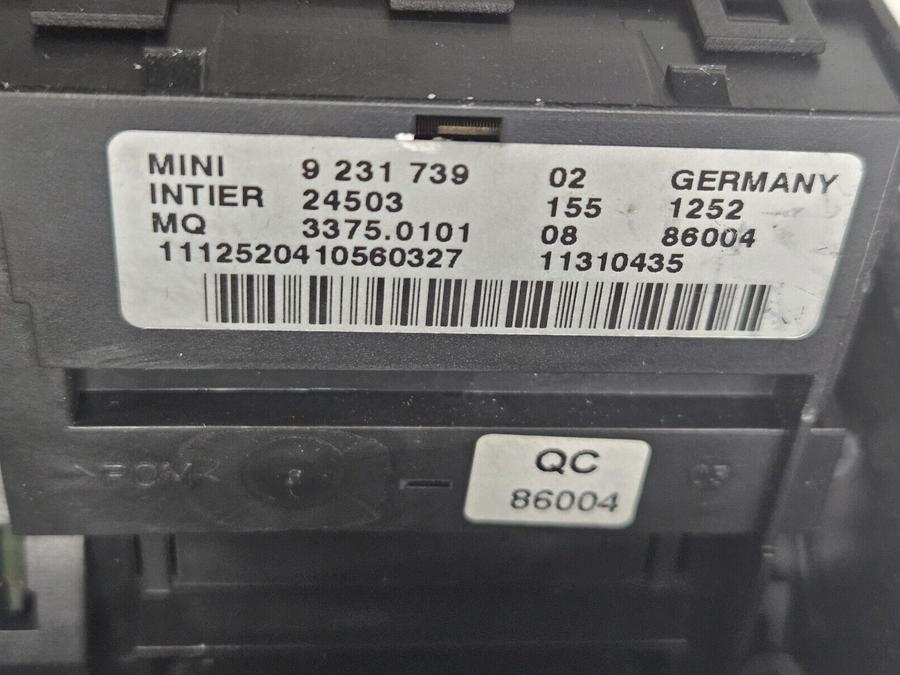 MINI 9 231 739 02 GERMANY
INTIER 24503 155 1252
MQ 3375.0101 08 86004
1112520410560327 11310435
>POM<
QC
86004